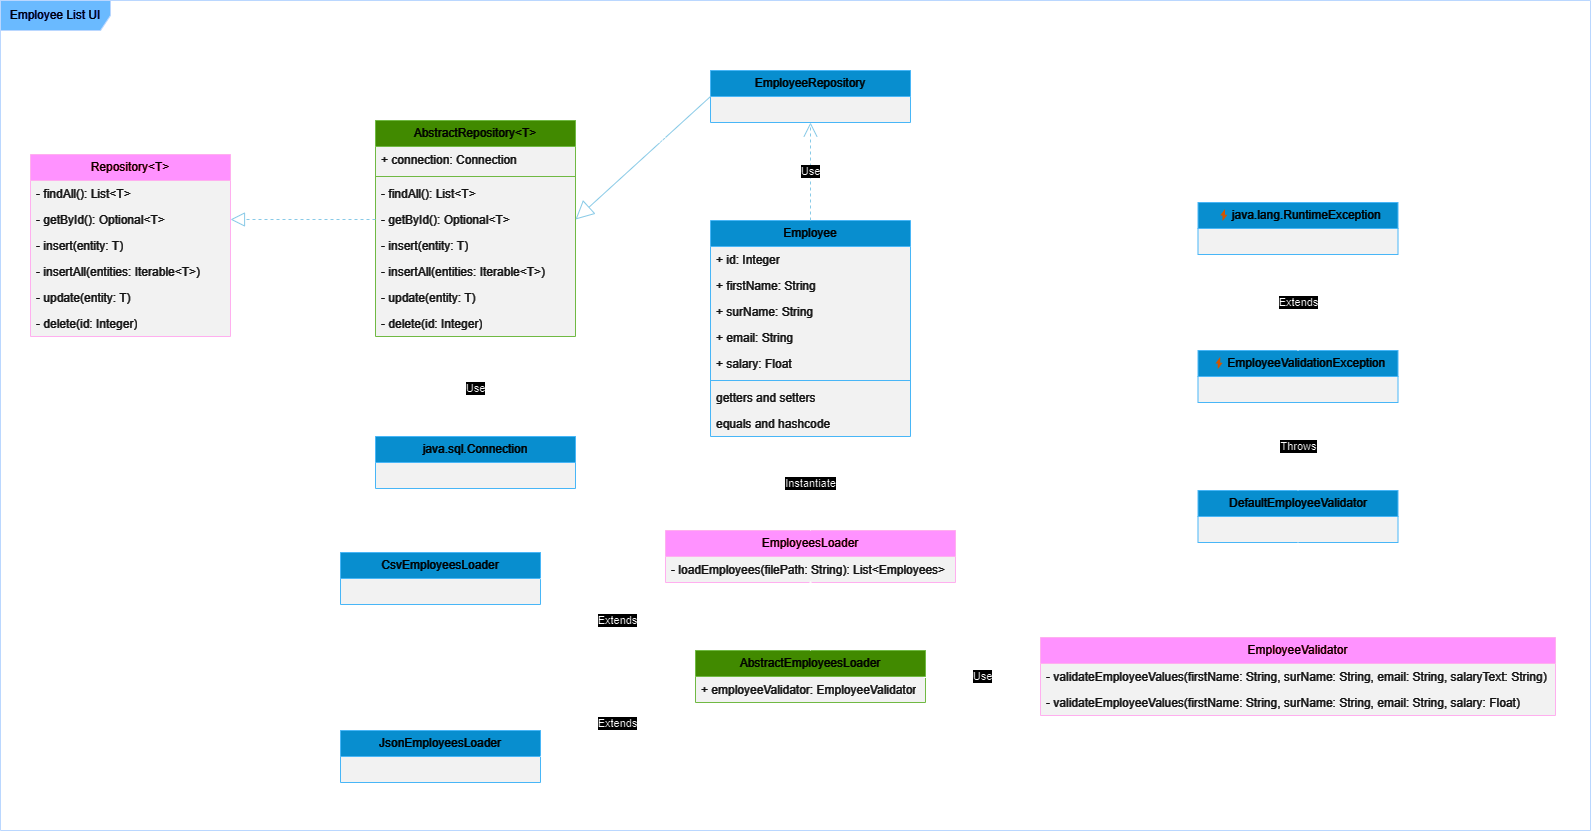 Employee List UI
EmployeeRepository
AbstractRepository<T>
+ connection: Connection
- findAll(): List<T>
- getById(): Optional<T>
- insert(entity: T)
- insertAll(entities: Iterable<T>)
- update(entity: T)
- delete(id: Integer)
Repository<T>
- findAll(): List<T>
- getById(): Optional<T>
- insert(entity: T)
- insertAll(entities: Iterable<T>)
- update(entity: T)
- delete(id: Integer)
Use
Employee
+ id: Integer
+ firstName: String
+ surName: String
+ email: String
+ salary: Float
getters and setters
equals and hashcode
java.lang.RuntimeException
Extends
EmployeeValidationException
Throws
DefaultEmployeeValidator
Use
java.sql.Connection
Instantiate
EmployeesLoader
- loadEmployees(filePath: String): List<Employees>
CsvEmployeesLoader
Extends
AbstractEmployeesLoader
+ employeeValidator: EmployeeValidator
Use
EmployeeValidator
- validateEmployeeValues(firstName: String, surName: String, email: String, salaryText: String)
- validateEmployeeValues(firstName: String, surName: String, email: String, salary: Float)
Extends
JsonEmployeesLoader